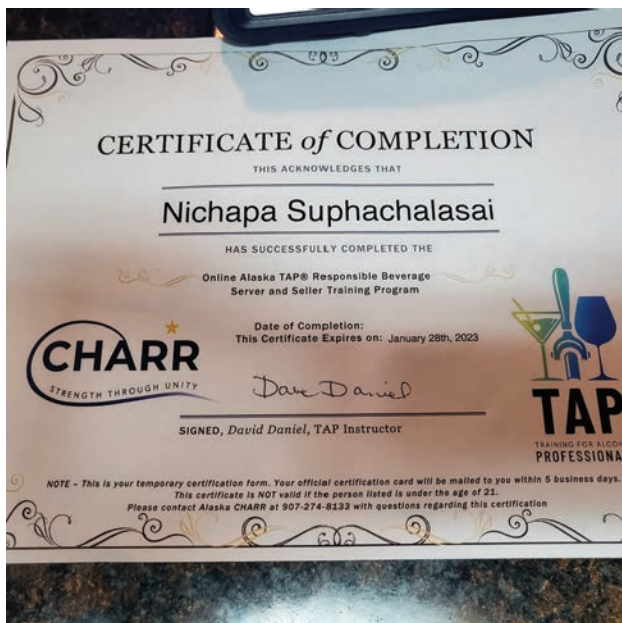 CERTIFICATE of COMPLETION
THIS ACKNOWLEDGES THAT
Nichapa Suphachalasai
HAS SUCCESSFULLY COMPLETED THE
Online Alaska TAP® Responsible Beverage
Server and Seller Training Program
Date of Completion:
This Certificate Expires on: January 28th, 2023
CHARR
STRENGTH THROUGH UNITY
Dave Daniel
SIGNED, David Daniel, TAP Instructor
TAP
TRAINING FOR ALCO
PROFESSIONA
NOTE – This is your temporary certification form. Your official certification card will be mailed to you within 5 business days.
This certificate is NOT valid if the person listed is under the age of 21.
Please contact Alaska CHARR at 907-274-8133 with questions regarding this certification